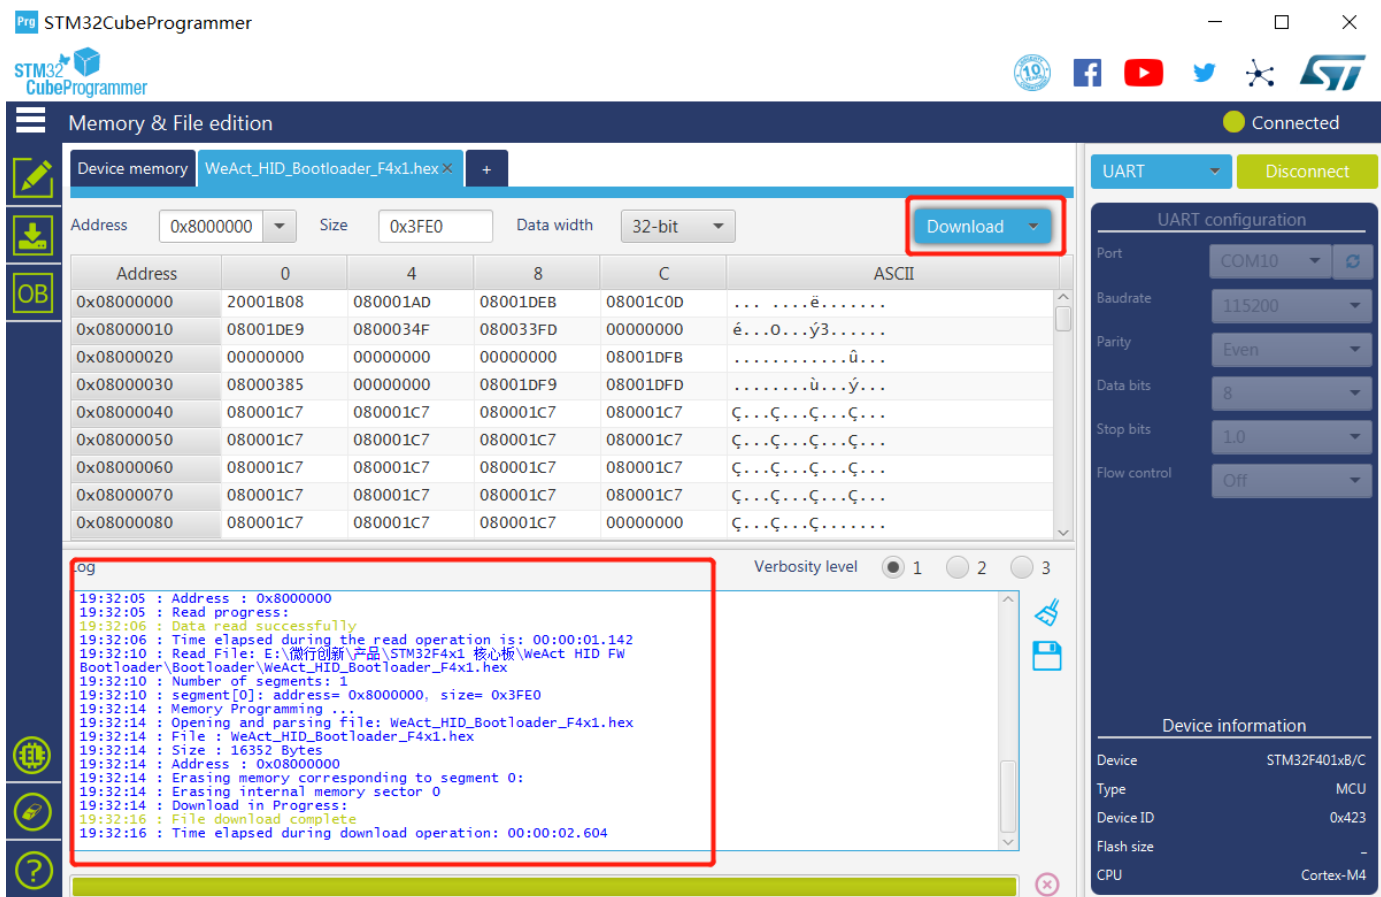 Prg STM32CubeProgrammer
STM32
CubeProgrammer
10
Memory & File edition
Connected
Device memory
WeAct_HID_Bootloader_F4x1.hex ×
+
UART
Disconnect
Address 0x8000000 Size 0x3FE0 Data width 32-bit Download
UART configuration
Port COM10
Baudrate 115200
Parity Even
Data bits 8
Stop bits 1.0
Flow control Off
OB
Address 0 4 8 C ASCII
0x08000000 20001B08 080001AD 08001DEB 08001C0D ... ....ë.......
0x08000010 08001DE9 0800034F 080033FD 00000000 é...O...ý3......
0x08000020 00000000 00000000 00000000 08001DFB ............û...
0x08000030 08000385 00000000 08001DF9 08001DFD ........ù...ý...
0x08000040 080001C7 080001C7 080001C7 080001C7 Ç...Ç...Ç...Ç...
0x08000050 080001C7 080001C7 080001C7 080001C7 Ç...Ç...Ç...Ç...
0x08000060 080001C7 080001C7 080001C7 080001C7 Ç...Ç...Ç...Ç...
0x08000070 080001C7 080001C7 080001C7 080001C7 Ç...Ç...Ç...Ç...
0x08000080 080001C7 080001C7 080001C7 00000000 Ç...Ç...Ç.......
Log
Verbosity level 1 2 3
19:32:05 : Address : 0x8000000
19:32:05 : Read progress:
19:32:06 : Data read successfully
19:32:06 : Time elapsed during the read operation is: 00:00:01.142
19:32:10 : Read File: E:\微行创新\产品\STM32F4x1 核心板\WeAct HID FW
Bootloader\Bootloader\WeAct_HID_Bootloader_F4x1.hex
19:32:10 : Number of segments: 1
19:32:10 : segment[0]: address= 0x8000000, size= 0x3FE0
19:32:14 : Memory Programming ...
19:32:14 : Opening and parsing file: WeAct_HID_Bootloader_F4x1.hex
19:32:14 : File : WeAct_HID_Bootloader_F4x1.hex
19:32:14 : Size : 16352 Bytes
19:32:14 : Address : 0x08000000
19:32:14 : Erasing memory corresponding to segment 0:
19:32:14 : Erasing internal memory sector 0
19:32:14 : Download in Progress:
19:32:16 : File download complete
19:32:16 : Time elapsed during download operation: 00:00:02.604
Device information
Device STM32F401xB/C
Type MCU
Device ID 0x423
Flash size _
CPU Cortex-M4